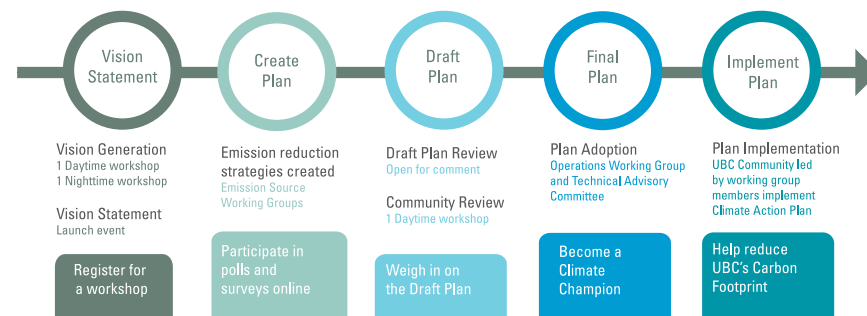 Vision
Statement
Create
Plan
Draft
Plan
Final
Plan
Implement
Plan
Vision Generation
1 Daytime workshop
1 Nighttime workshop
Vision Statement
Launch event
Emission reduction
strategies created
Emission Source
Working Groups
Draft Plan Review
Open for comment
Community Review
1 Daytime workshop
Plan Adoption
Operations Working Group
and Technical Advisory
Committee
Plan Implementation
UBC Community led
by working group
members implement
Climate Action Plan
Register for
a workshop
Participate in
polls and
surveys online
Weigh in on
the Draft Plan
Become a
Climate
Champion
Help reduce
UBC's Carbon
Footprint